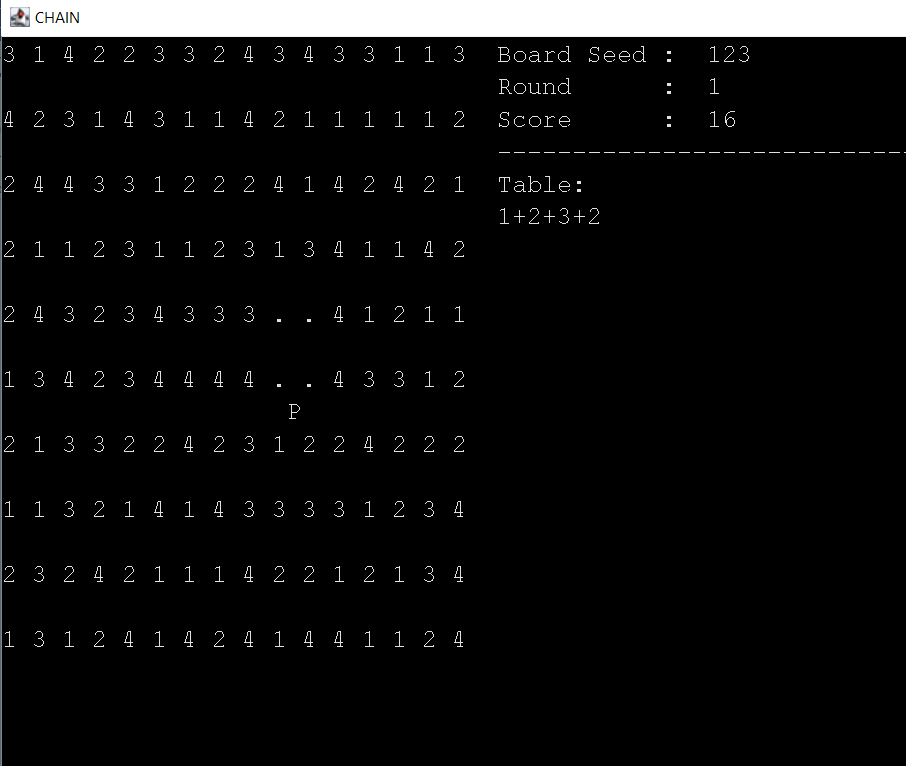 CHAIN
3 1 4 2 2 3 3 2 4 3 4 3 3 1 1 3 Board Seed : 123
Round : 1
4 2 3 1 4 3 1 1 4 2 1 1 1 1 1 2 Score : 16
-----------------------------
2 4 4 3 3 1 2 2 2 4 1 4 2 4 2 1 Table:
1+2+3+2
2 1 1 2 3 1 1 2 3 1 3 4 1 1 4 2
2 4 3 2 3 4 3 3 3 . . 4 1 2 1 1
1 3 4 2 3 4 4 4 4 . . 4 3 3 1 2
P
2 1 3 3 2 2 4 2 3 1 2 2 4 2 2 2
1 1 3 2 1 4 1 4 3 3 3 3 1 2 3 4
2 3 2 4 2 1 1 1 4 2 2 1 2 1 3 4
1 3 1 2 4 1 4 2 4 1 4 4 1 1 2 4